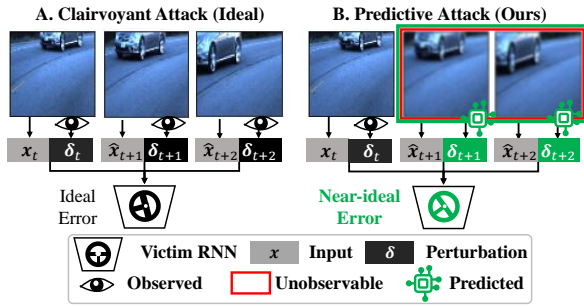 A. Clairvoyant Attack (Ideal)
B. Predictive Attack (Ours)
x_t δ_t x̂_{t+1} δ_{t+1} x̂_{t+2} δ_{t+2}
x_t δ_t x̂_{t+1} δ_{t+1} x̂_{t+2} δ_{t+2}
Ideal
Error
Near-ideal
Error
Victim RNN x Input δ Perturbation
Observed Unobservable Predicted